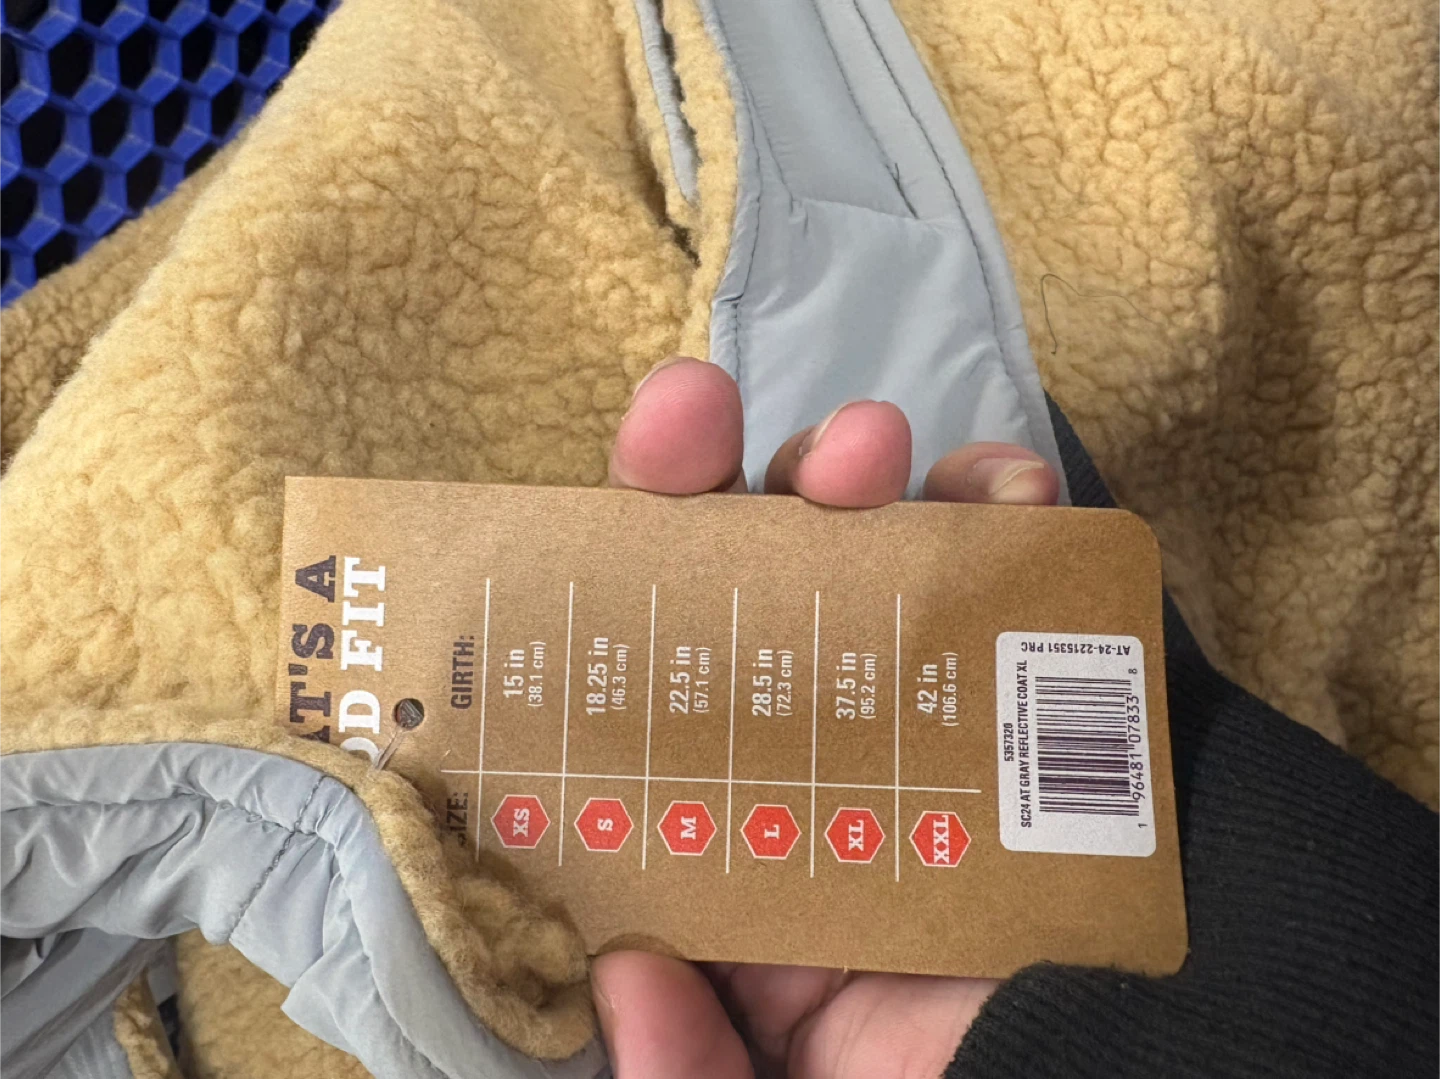 AT'S A
OD FIT
SIZE: GIRTH:
XS 15 in
(38.1 cm)
S 18.25 in
(46.3 cm)
M 22.5 in
(57.1 cm)
L 28.5 in
(72.3 cm)
XL 37.5 in
(95.2 cm)
XXL 42 in
(106.6 cm)
5357320
SC24 AT GRAY REFLECTIVE COAT XL
1 96481 07833 8
AT-24-2215351 PRC